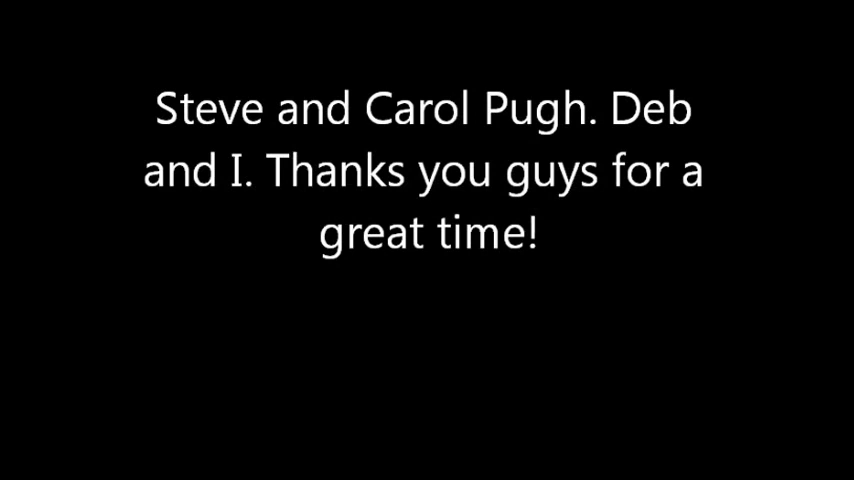 Steve and Carol Pugh. Deb
and I. Thanks you guys for a
great time!